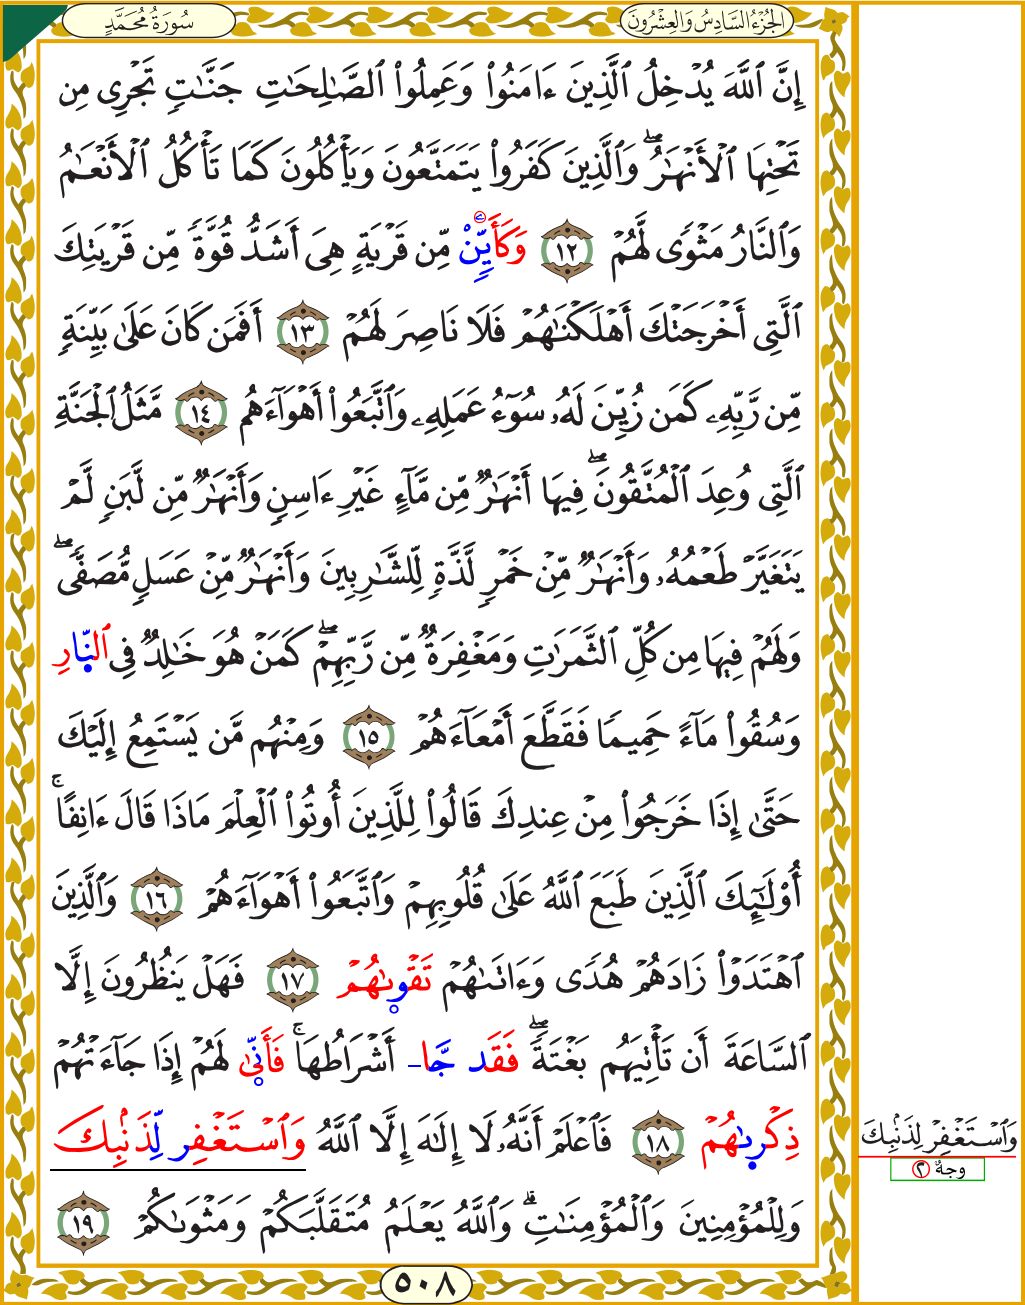 سُورَةُ مُحَمَّدٍ
الجُزْءُ السَّادِسُ وَالعِشْرُونَ
إِنَّ ٱللَّهَ يُدۡخِلُ ٱلَّذِينَ ءَامَنُواْ وَعَمِلُواْ ٱلصَّٰلِحَٰتِ جَنَّٰتٖ تَجۡرِي مِن
تَحۡتِهَا ٱلۡأَنۡهَٰرُۖ وَٱلَّذِينَ كَفَرُواْ يَتَمَتَّعُونَ وَيَأۡكُلُونَ كَمَا تَأۡكُلُ ٱلۡأَنۡعَٰمُ
وَٱلنَّارُ مَثۡوٗى لَّهُمۡ ١٢ وَكَأَيِّنْ مِّن قَرۡيَةٍ هِيَ أَشَدُّ قُوَّةٗ مِّن قَرۡيَتِكَ
ٱلَّتِيٓ أَخۡرَجَتۡكَ أَهۡلَكۡنَٰهُمۡ فَلَا نَاصِرَ لَهُمۡ ١٣ أَفَمَن كَانَ عَلَىٰ بَيِّنَةٖ
مِّن رَّبِّهِۦ كَمَن زُيِّنَ لَهُۥ سُوٓءُ عَمَلِهِۦ وَٱتَّبَعُوٓاْ أَهۡوَآءَهُم ١٤ مَّثَلُ ٱلۡجَنَّةِ
ٱلَّتِي وُعِدَ ٱلۡمُتَّقُونَۖ فِيهَآ أَنۡهَٰرٞ مِّن مَّآءٍ غَيۡرِ ءَاسِنٖ وَأَنۡهَٰرٞ مِّن لَّبَنٖ لَّمۡ
يَتَغَيَّرۡ طَعۡمُهُۥ وَأَنۡهَٰرٞ مِّنۡ خَمۡرٖ لَّذَّةٖ لِّلشَّٰرِبِينَ وَأَنۡهَٰرٞ مِّنۡ عَسَلٖ مُّصَفّٗىۖ
وَلَهُمۡ فِيهَا مِن كُلِّ ٱلثَّمَرَٰتِ وَمَغۡفِرَةٞ مِّن رَّبِّهِمۡۖ كَمَنۡ هُوَ خَٰلِدٞ فِي ٱلنَّارِ
وَسُقُواْ مَآءً حَمِيمٗا فَقَطَّعَ أَمۡعَآءَهُمۡ ١٥ وَمِنۡهُم مَّن يَسۡتَمِعُ إِلَيۡكَ
حَتَّىٰٓ إِذَا خَرَجُواْ مِنۡ عِندِكَ قَالُواْ لِلَّذِينَ أُوتُواْ ٱلۡعِلۡمَ مَاذَا قَالَ ءَانِفًاۚ
أُوْلَٰٓئِكَ ٱلَّذِينَ طَبَعَ ٱللَّهُ عَلَىٰ قُلُوبِهِمۡ وَٱتَّبَعُوٓاْ أَهۡوَآءَهُمۡ ١٦ وَٱلَّذِينَ
ٱهۡتَدَوۡاْ زَادَهُمۡ هُدٗى وَءَاتَىٰهُمۡ تَقۡوَىٰهُمۡ ١٧ فَهَلۡ يَنظُرُونَ إِلَّا
ٱلسَّاعَةَ أَن تَأۡتِيَهُم بَغۡتَةٗۖ فَقَد جَّا أَشۡرَاطُهَاۚ فَأَنَّىٰ لَهُمۡ إِذَا جَآءَتۡهُمۡ
ذِكۡرَىٰهُمۡ ١٨ فَٱعۡلَمۡ أَنَّهُۥ لَآ إِلَٰهَ إِلَّا ٱللَّهُ وَٱسۡتَغۡفِر لِّذَنۢبِكَ
وَلِلۡمُؤۡمِنِينَ وَٱلۡمُؤۡمِنَٰتِۗ وَٱللَّهُ يَعۡلَمُ مُتَقَلَّبَكُمۡ وَمَثۡوَىٰكُمۡ ١٩
وَٱسۡتَغۡفِرۡ لِذَنۢبِكَ
وجهٌ ٢
٥٠٨